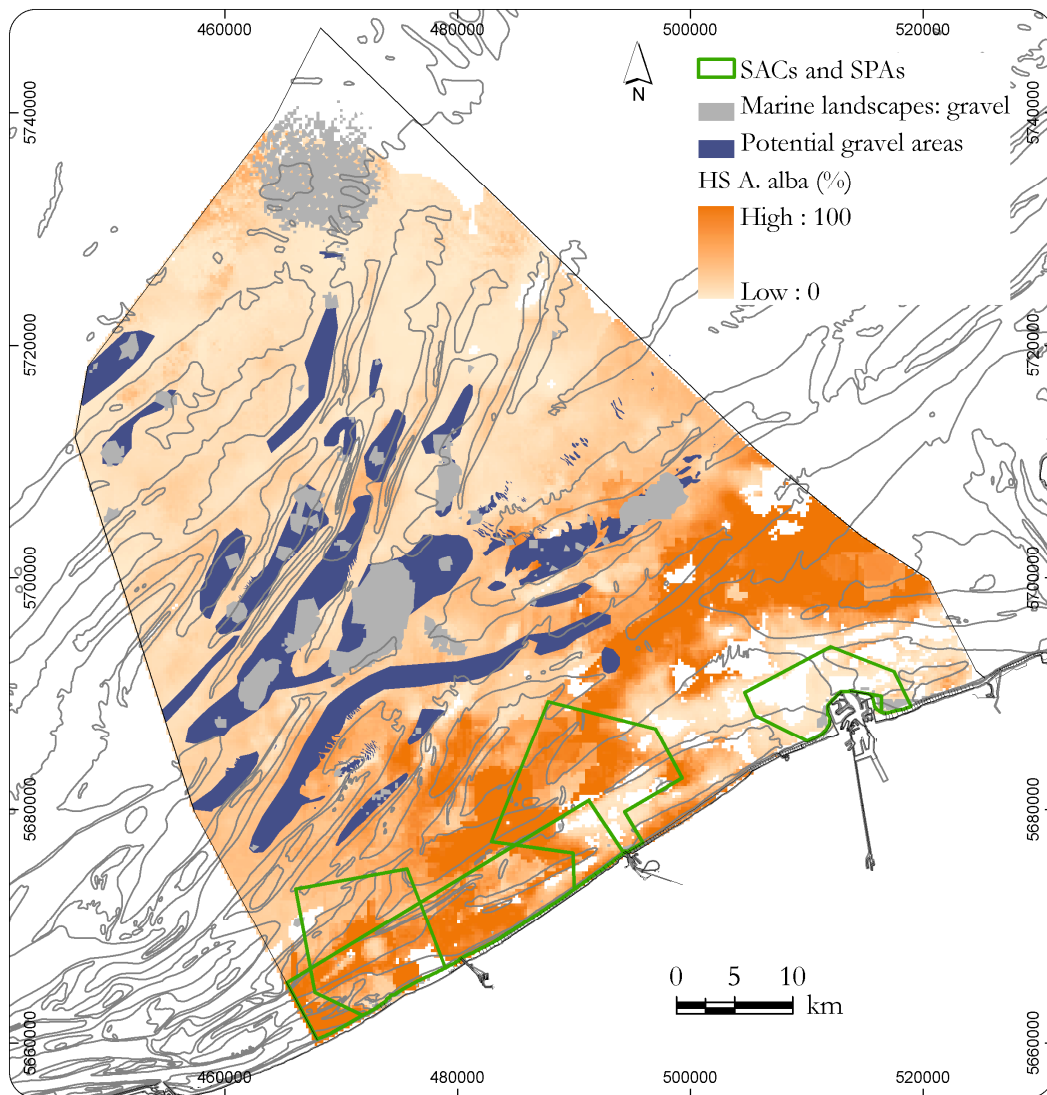 460000
480000
500000
520000
5740000
5740000
N
SACs and SPAs
Marine landscapes: gravel
Potential gravel areas
HS A. alba (%)
High : 100
Low : 0
5720000
5720000
5700000
5700000
5680000
5680000
0 5 10
km
5660000
5660000
460000
480000
500000
520000